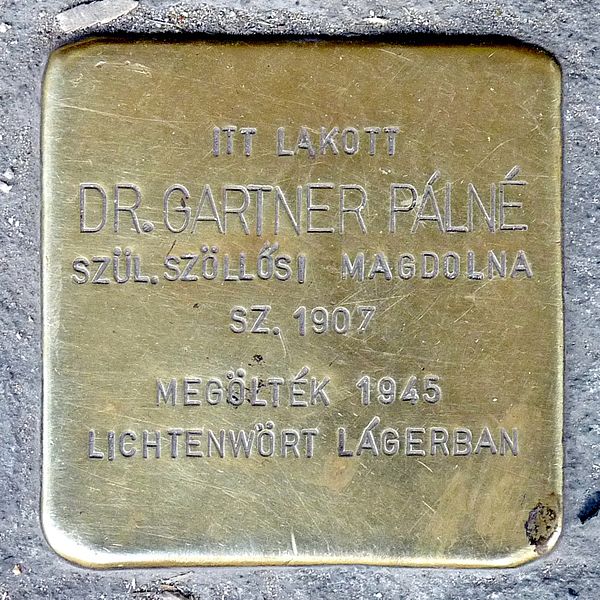 ITT LAKOTT
DR. GARTNER PÁLNÉ
SZÜL. SZÖLLŐSI MAGDOLNA
SZ. 1907
MEGÖLTÉK 1945
LICHTENWÖRT LÁGERBAN